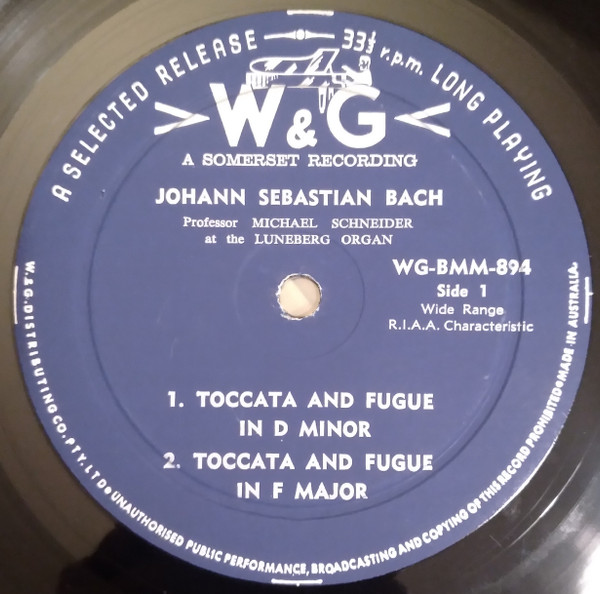 A SELECTED RELEASE
33⅓ r.p.m. LONG PLAYING
W&G
A SOMERSET RECORDING
JOHANN SEBASTIAN BACH
Professor MICHAEL SCHNEIDER
at the LUNEBERG ORGAN
WG-BMM-894
Side 1
Wide Range
R.I.A.A. Characteristic
1. TOCCATA AND FUGUE
IN D MINOR
2. TOCCATA AND FUGUE
IN F MAJOR
W.&G. DISTRIBUTING CO. PTY. LTD • UNAUTHORISED PUBLIC PERFORMANCE, BROADCASTING AND COPYING OF THIS RECORD PROHIBITED • MADE IN AUSTRALIA.